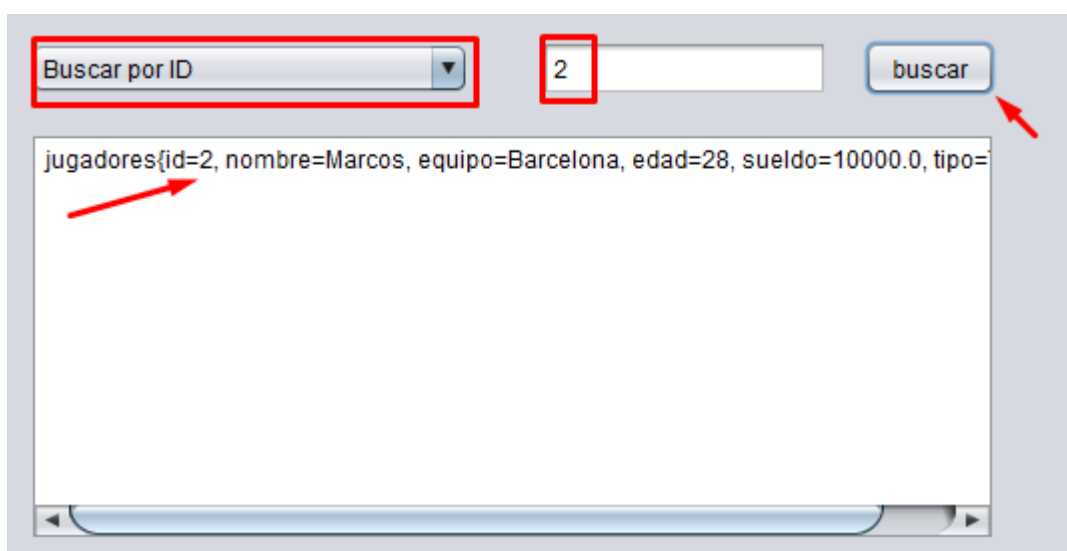 Buscar por ID
2
buscar
jugadores{id=2, nombre=Marcos, equipo=Barcelona, edad=28, sueldo=10000.0, tipo=